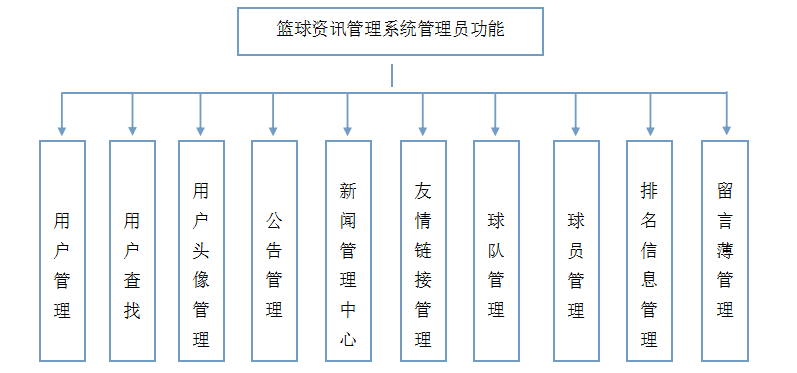 篮球资讯管理系统管理员功能
用户管理
用户查找
用户头像管理
公告管理
新闻管理中心
友情链接管理
球队管理
球员管理
排名信息管理
留言薄管理